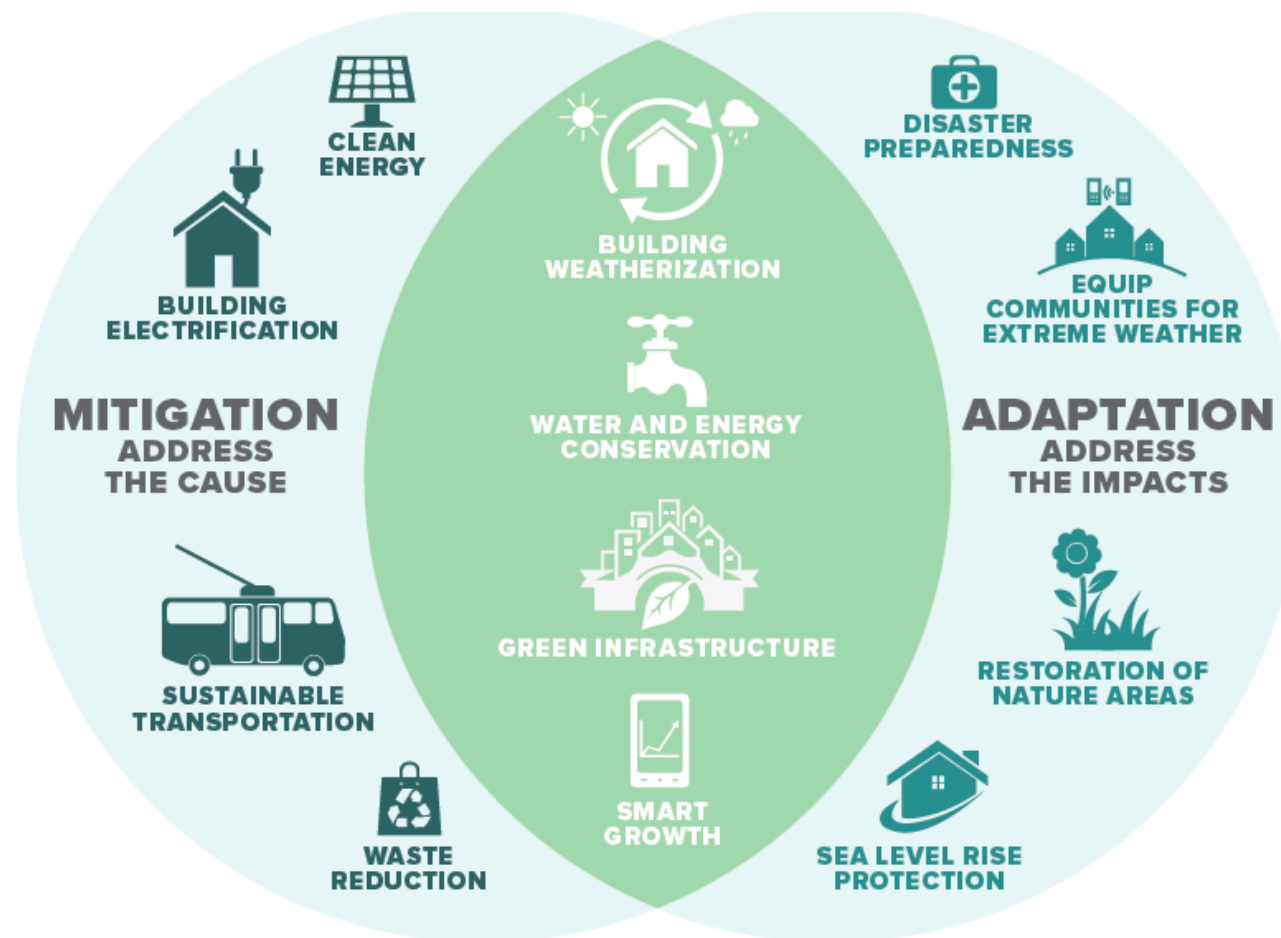 CLEAN
ENERGY
BUILDING
ELECTRIFICATION
MITIGATION
ADDRESS
THE CAUSE
SUSTAINABLE
TRANSPORTATION
WASTE
REDUCTION
BUILDING
WEATHERIZATION
WATER AND ENERGY
CONSERVATION
GREEN INFRASTRUCTURE
SMART
GROWTH
DISASTER
PREPAREDNESS
EQUIP
COMMUNITIES FOR
EXTREME WEATHER
ADAPTATION
ADDRESS
THE IMPACTS
RESTORATION OF
NATURE AREAS
SEA LEVEL RISE
PROTECTION